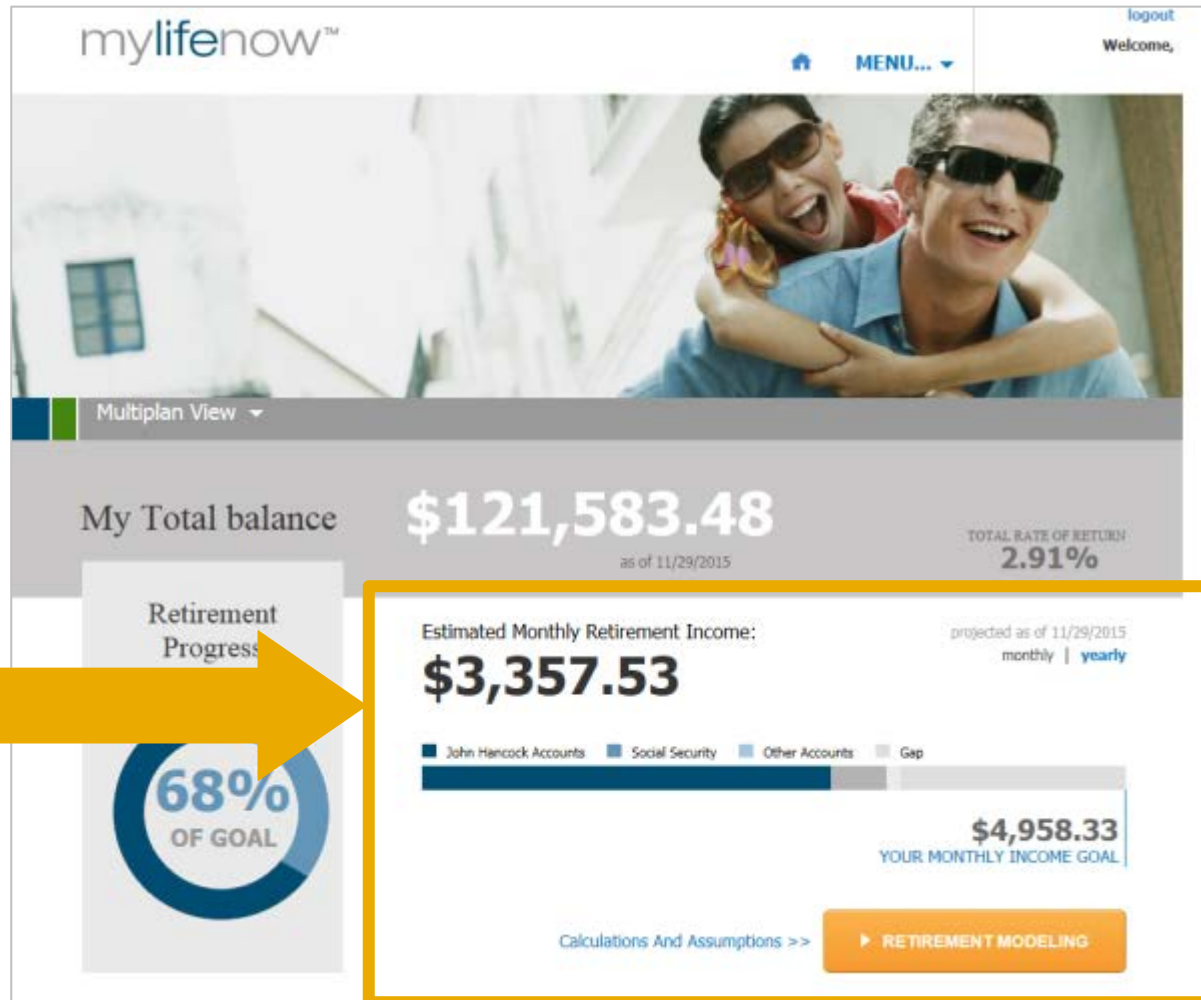 mylifenow™
logout
Welcome,
MENU...
Multiplan View
My Total balance
$121,583.48
as of 11/29/2015
TOTAL RATE OF RETURN
2.91%
Retirement
Progress
68%
OF GOAL
Estimated Monthly Retirement Income:
$3,357.53
projected as of 11/29/2015
monthly | yearly
John Hancock Accounts Social Security Other Accounts Gap
$4,958.33
YOUR MONTHLY INCOME GOAL
Calculations And Assumptions >>
RETIREMENT MODELING